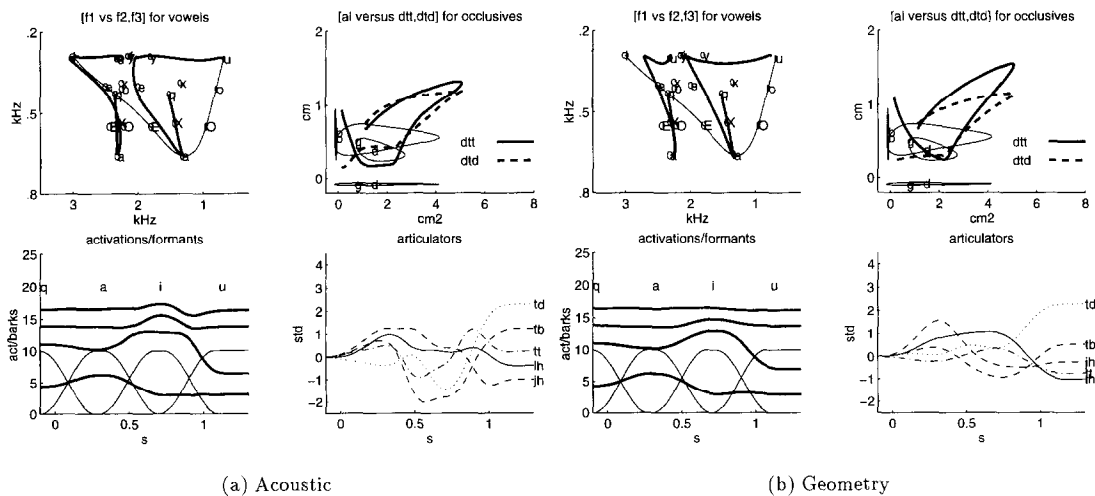 [f1 vs f2,f3] for vowels
[al versus dtt,dtd] for occlusives
[f1 vs f2,f3] for vowels
[al versus dtt,dtd] for occlusives
.2
.5
.8
kHz
3 2 1
kHz
y u
a
2
1
0
cm
dtt
dtd
g d
0 2 4 6 8
cm2
.2
.5
.8
kHz
3 2 1
kHz
y u
a
2
1
0
cm
dtt
dtd
g d
0 2 4 6 8
cm2
activations/formants
articulators
activations/formants
articulators
25
20
15
10
5
0
act/barks
q a i u
0 0.5 1
s
4
3
2
1
0
−1
−2
std
td
tb
tt
lh
jh
0 0.5 1
s
25
20
15
10
5
0
act/barks
q a i u
0 0.5 1
s
4
3
2
1
0
−1
−2
std
td
tb
jh
lh
0 0.5 1
s
(a) Acoustic
(b) Geometry